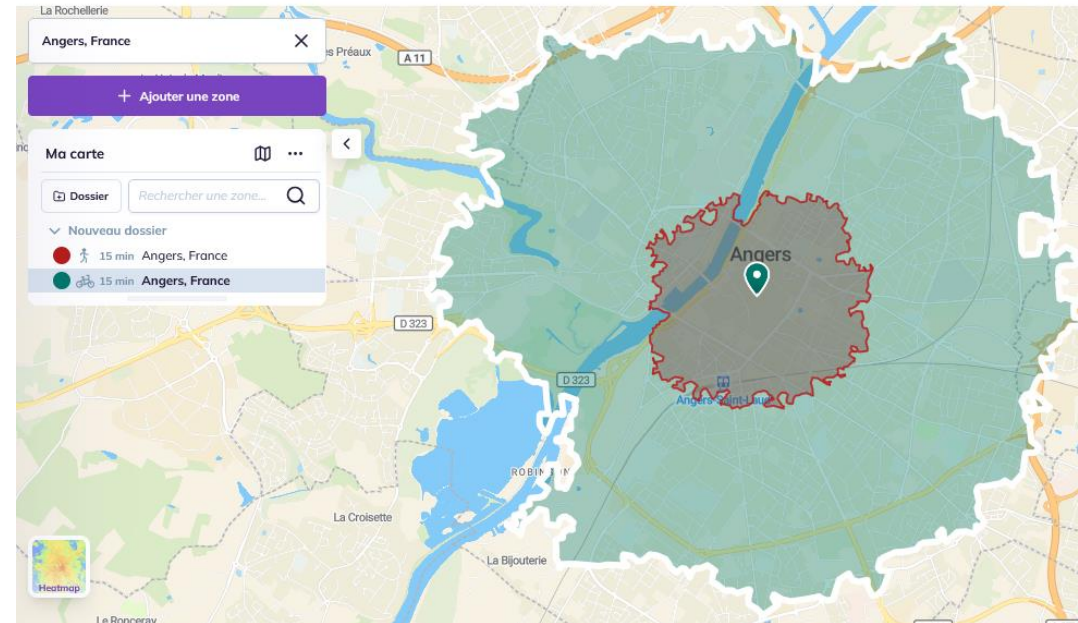 La Rochellerie
Angers, France
es Préaux
A 11
+ Ajouter une zone
Ma carte
Dossier
Rechercher une zone...
Nouveau dossier
15 min Angers, France
15 min Angers, France
Angers
D 323
D 323
La Croisette
La Bijouterie
Heatmap
Le Ronceray